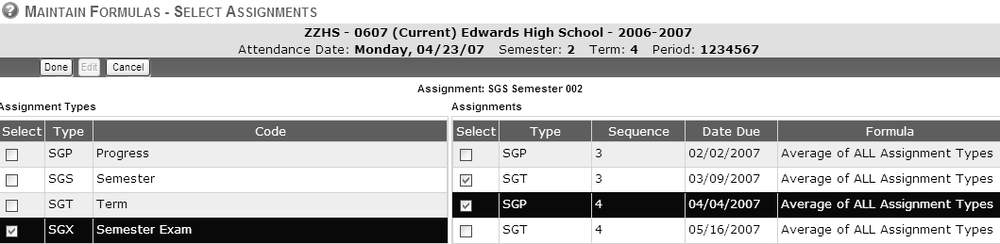 ? MAINTAIN FORMULAS - SELECT ASSIGNMENTS
ZZHS - 0607 (Current) Edwards High School - 2006-2007
Attendance Date: Monday, 04/23/07 Semester: 2 Term: 4 Period: 1234567
Done Edit Cancel
Assignment: SGS Semester 002
Assignment Types Assignments
Select Type Code Select Type Sequence Date Due Formula
SGP Progress SGP 3 02/02/2007 Average of ALL Assignment Types
SGS Semester SGT 3 03/09/2007 Average of ALL Assignment Types
SGT Term SGP 4 04/04/2007 Average of ALL Assignment Types
SGX Semester Exam SGT 4 05/16/2007 Average of ALL Assignment Types